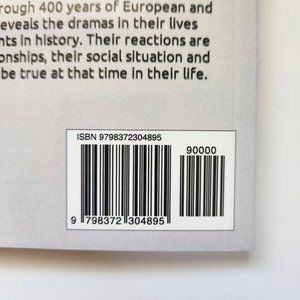 rough 400 years of European and
eveals the dramas in their lives
nts in history. Their reactions are
onships, their social situation and
be true at that time in their life.
ISBN 9798372304895
90000
9 798372 304895